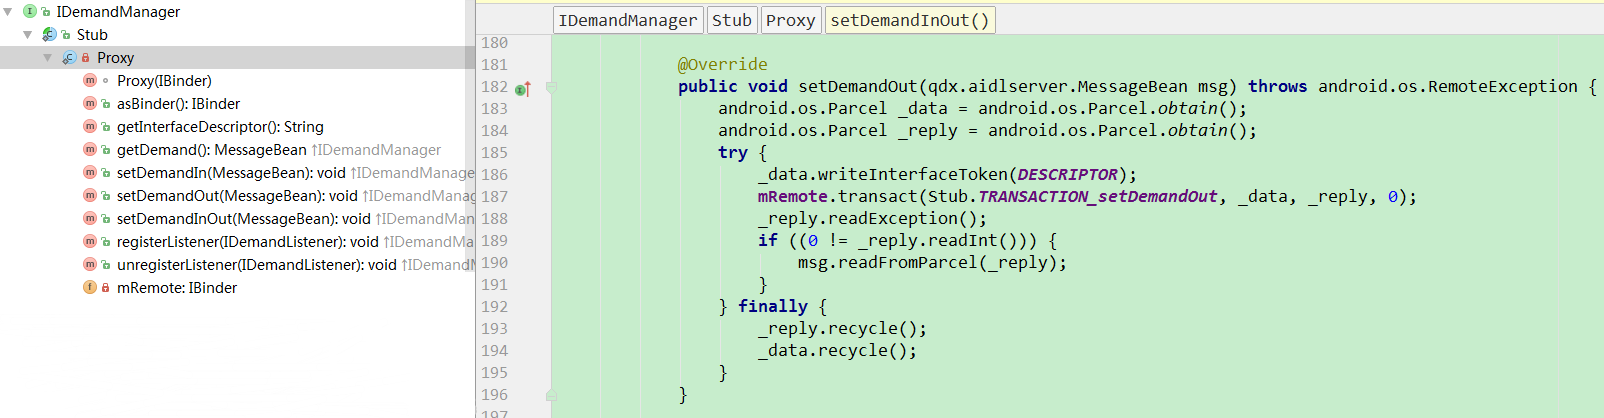 IDemandManager
Stub
Proxy
Proxy(IBinder)
asBinder(): IBinder
getInterfaceDescriptor(): String
getDemand(): MessageBean ↑IDemandManager
setDemandIn(MessageBean): void ↑IDemandManage
setDemandOut(MessageBean): void ↑IDemandM
setDemandInOut(MessageBean): void ↑IDeman
registerListener(IDemandListener): void ↑IDemandMa
unregisterListener(IDemandListener): void ↑IDemandM
mRemote: IBinder
IDemandManager Stub Proxy setDemandInOut()
180
181 @Override
182 public void setDemandOut(qdx.aidlserver.MessageBean msg) throws android.os.RemoteException {
183 android.os.Parcel _data = android.os.Parcel.obtain();
184 android.os.Parcel _reply = android.os.Parcel.obtain();
185 try {
186 _data.writeInterfaceToken(DESCRIPTOR);
187 mRemote.transact(Stub.TRANSACTION_setDemandOut, _data, _reply, 0);
188 _reply.readException();
189 if ((0 != _reply.readInt())) {
190 msg.readFromParcel(_reply);
191 }
192 } finally {
193 _reply.recycle();
194 _data.recycle();
195 }
196 }
197